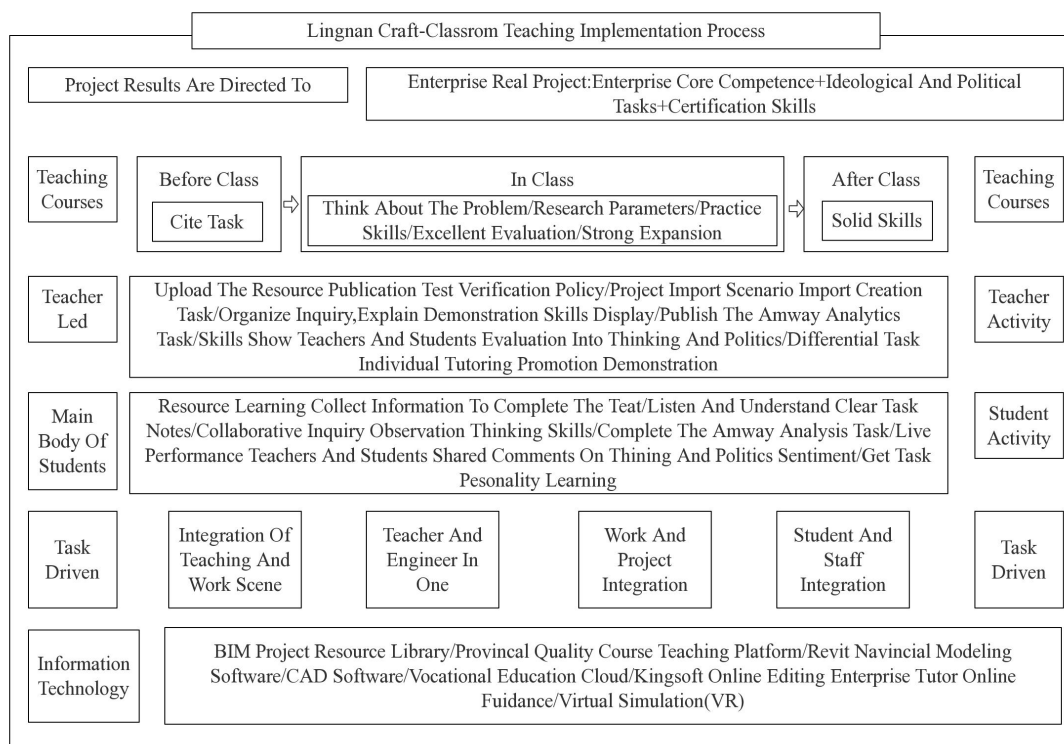 Lingnan Craft-Classrom Teaching Implementation Process
Project Results Are Directed To
Enterprise Real Project:Enterprise Core Competence+Ideological And Political
Tasks+Certification Skills
Teaching
Courses
Before Class
Cite Task
In Class
Think About The Problem/Research Parameters/Practice
Skills/Excellent Evaluation/Strong Expansion
After Class
Solid Skills
Teaching
Courses
Teacher
Led
Upload The Resource Publication Test Verification Policy/Project Import Scenario Import Creation
Task/Organize Inquiry,Explain Demonstration Skills Display/Publish The Amway Analytics
Task/Skills Show Teachers And Students Evaluation Into Thinking And Politics/Differential Task
Individual Tutoring Promotion Demonstration
Teacher
Activity
Main
Body Of
Students
Resource Learning Collect Information To Complete The Teat/Listen And Understand Clear Task
Notes/Collaborative Inquiry Observation Thinking Skills/Complete The Amway Analysis Task/Live
Performance Teachers And Students Shared Comments On Thining And Politics Sentiment/Get Task
Pesonality Learning
Student
Activity
Task
Driven
Integration Of
Teaching And
Work Scene
Teacher And
Engineer In
One
Work And
Project
Integration
Student And
Staff
Integration
Task
Driven
Information
Technology
BIM Project Resource Library/Provincal Quality Course Teaching Platform/Revit Navincial Modeling
Software/CAD Software/Vocational Education Cloud/Kingsoft Online Editing Enterprise Tutor Online
Fuidance/Virtual Simulation(VR)